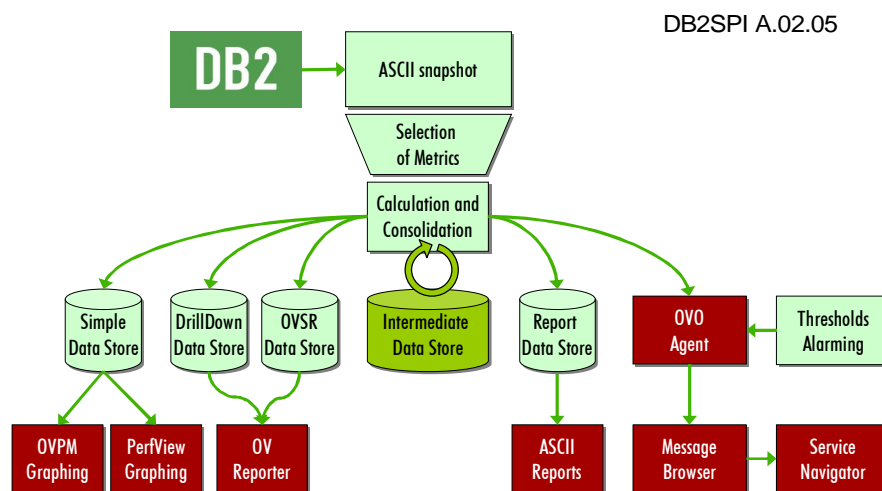 DB2SPI A.02.05
DB2
ASCII snapshot
Selection
of Metrics
Calculation and
Consolidation
Simple
Data Store
DrillDown
Data Store
OVSR
Data Store
Intermediate
Data Store
Report
Data Store
OVO
Agent
Thresholds
Alarming
OVPM
Graphing
PerfView
Graphing
OV
Reporter
ASCII
Reports
Message
Browser
Service
Navigator